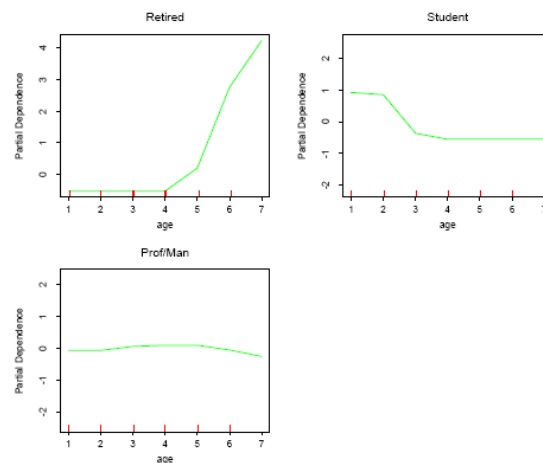 Retired
Partial Dependence
4
3
2
1
0
1 2 3 4 5 6 7
age
Student
Partial Dependence
2
1
0
-1
-2
1 2 3 4 5 6 7
age
Prof/Man
Partial Dependence
2
1
0
-1
-2
1 2 3 4 5 6 7
age